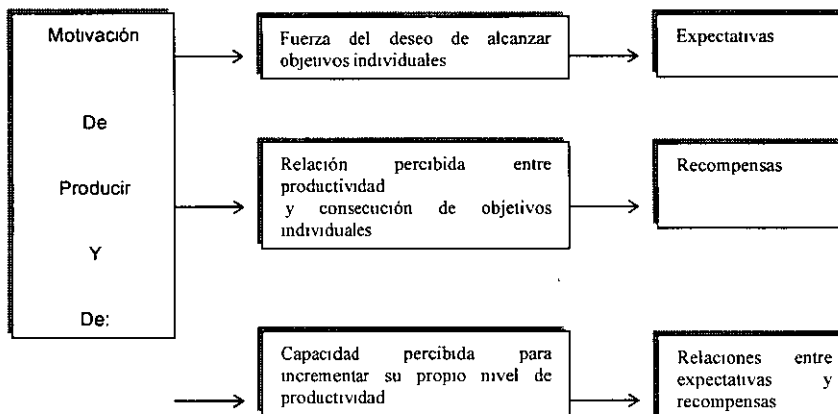 Motivación
De
Producir
Y
De:
Fuerza del deseo de alcanzar
objetivos individuales
Expectativas
Relación percibida entre
productividad
y consecución de objetivos
individuales
Recompensas
Capacidad percibida para
incrementar su propio nivel de
productividad
Relaciones entre
expectativas y
recompensas